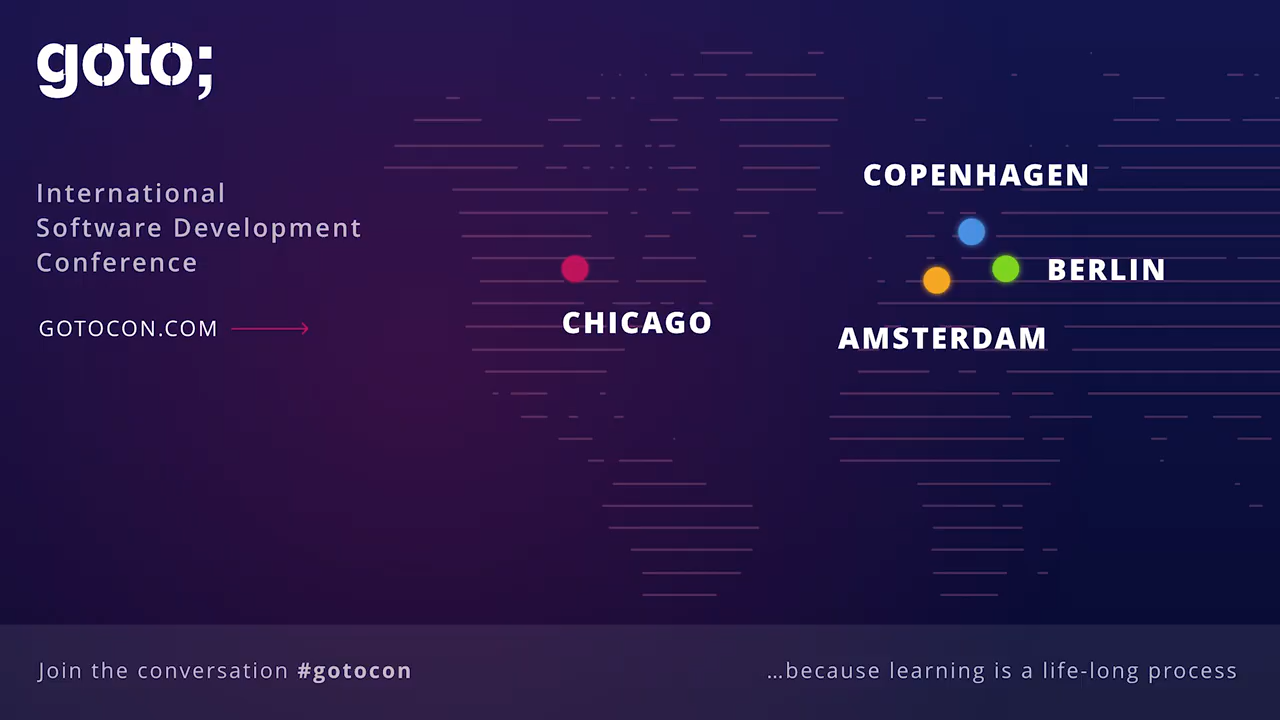 goto;
International
Software Development
Conference
GOTOCON.COM
COPENHAGEN
BERLIN
CHICAGO
AMSTERDAM
Join the conversation #gotocon
...because learning is a life-long process